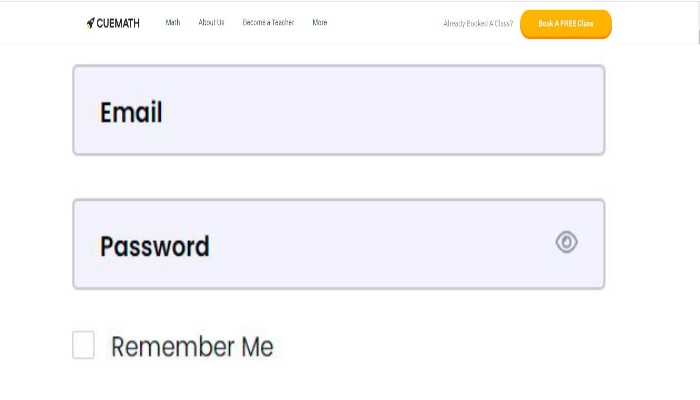 CUEMATH Math About Us Become a Teacher More Already Booked A Class? Book A FREE Class
Email
Password
Remember Me